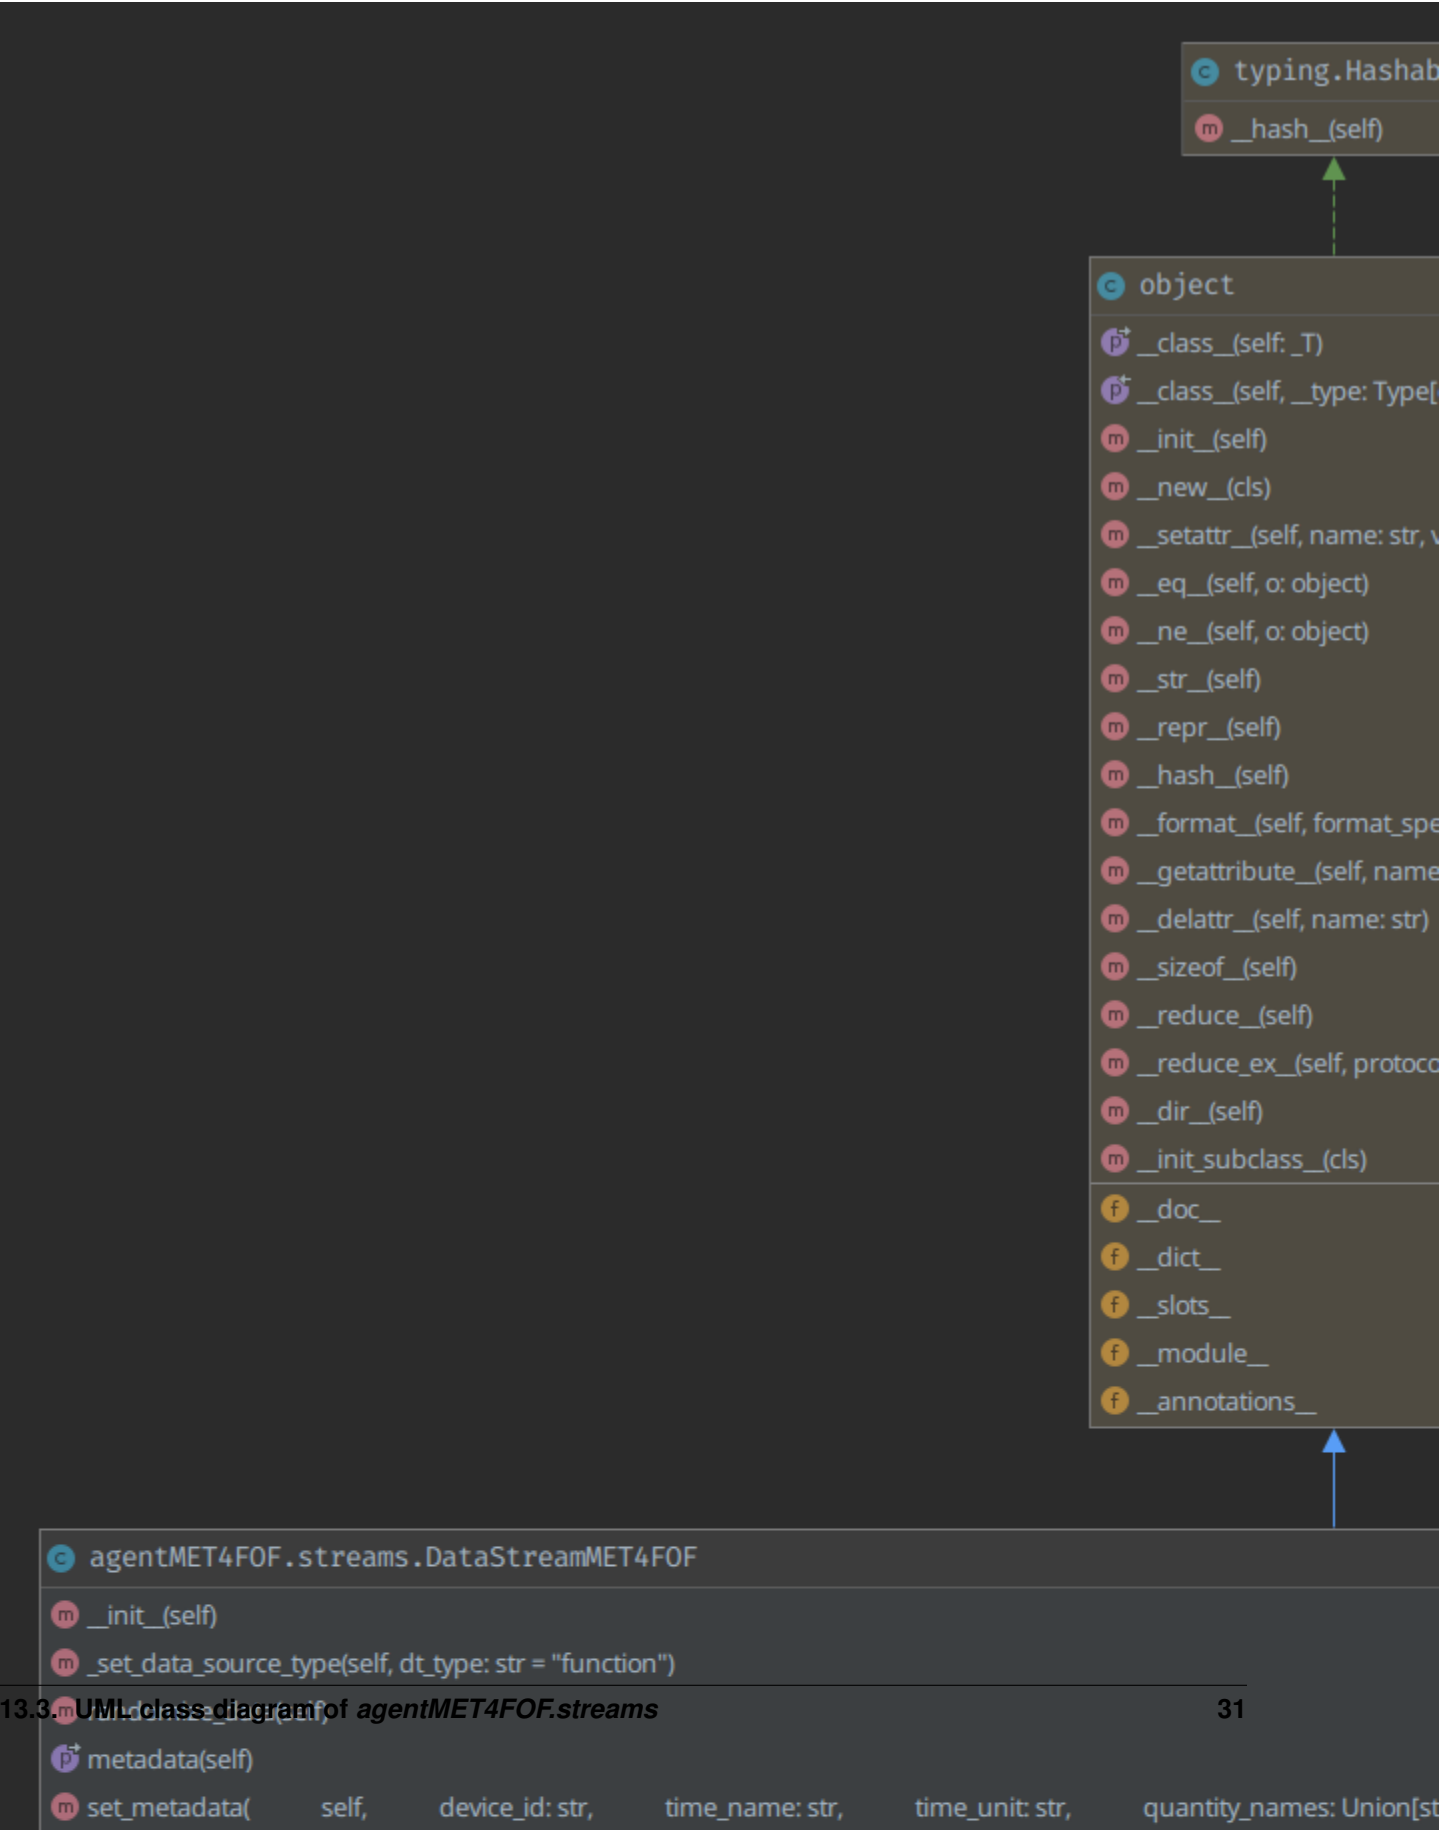 typing.Hashab
__hash__(self)
object
__class__(self: _T)
__class__(self, __type: Type[
__init__(self)
__new__(cls)
__setattr__(self, name: str, v
__eq__(self, o: object)
__ne__(self, o: object)
__str__(self)
__repr__(self)
__hash__(self)
__format__(self, format_spe
__getattribute__(self, name
__delattr__(self, name: str)
__sizeof__(self)
__reduce__(self)
__reduce_ex__(self, protoco
__dir__(self)
__init_subclass__(cls)
__doc__
__dict__
__slots__
__module__
__annotations__
agentMET4FOF.streams.DataStreamMET4FOF
__init__(self)
_set_data_source_type(self, dt_type: str = "function")
randomize_data(self)
13.3. UML class diagram of agentMET4FOF.streams 31
metadata(self)
set_metadata( self, device_id: str, time_name: str, time_unit: str, quantity_names: Union[st